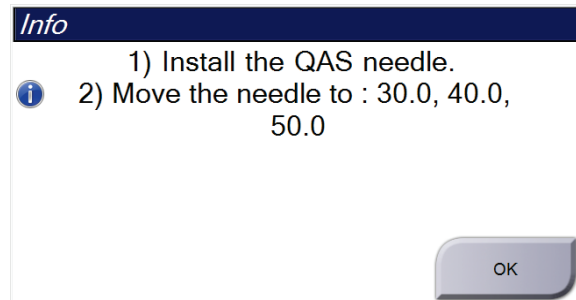 Info
1) Install the QAS needle.
2) Move the needle to : 30.0, 40.0,
50.0
OK